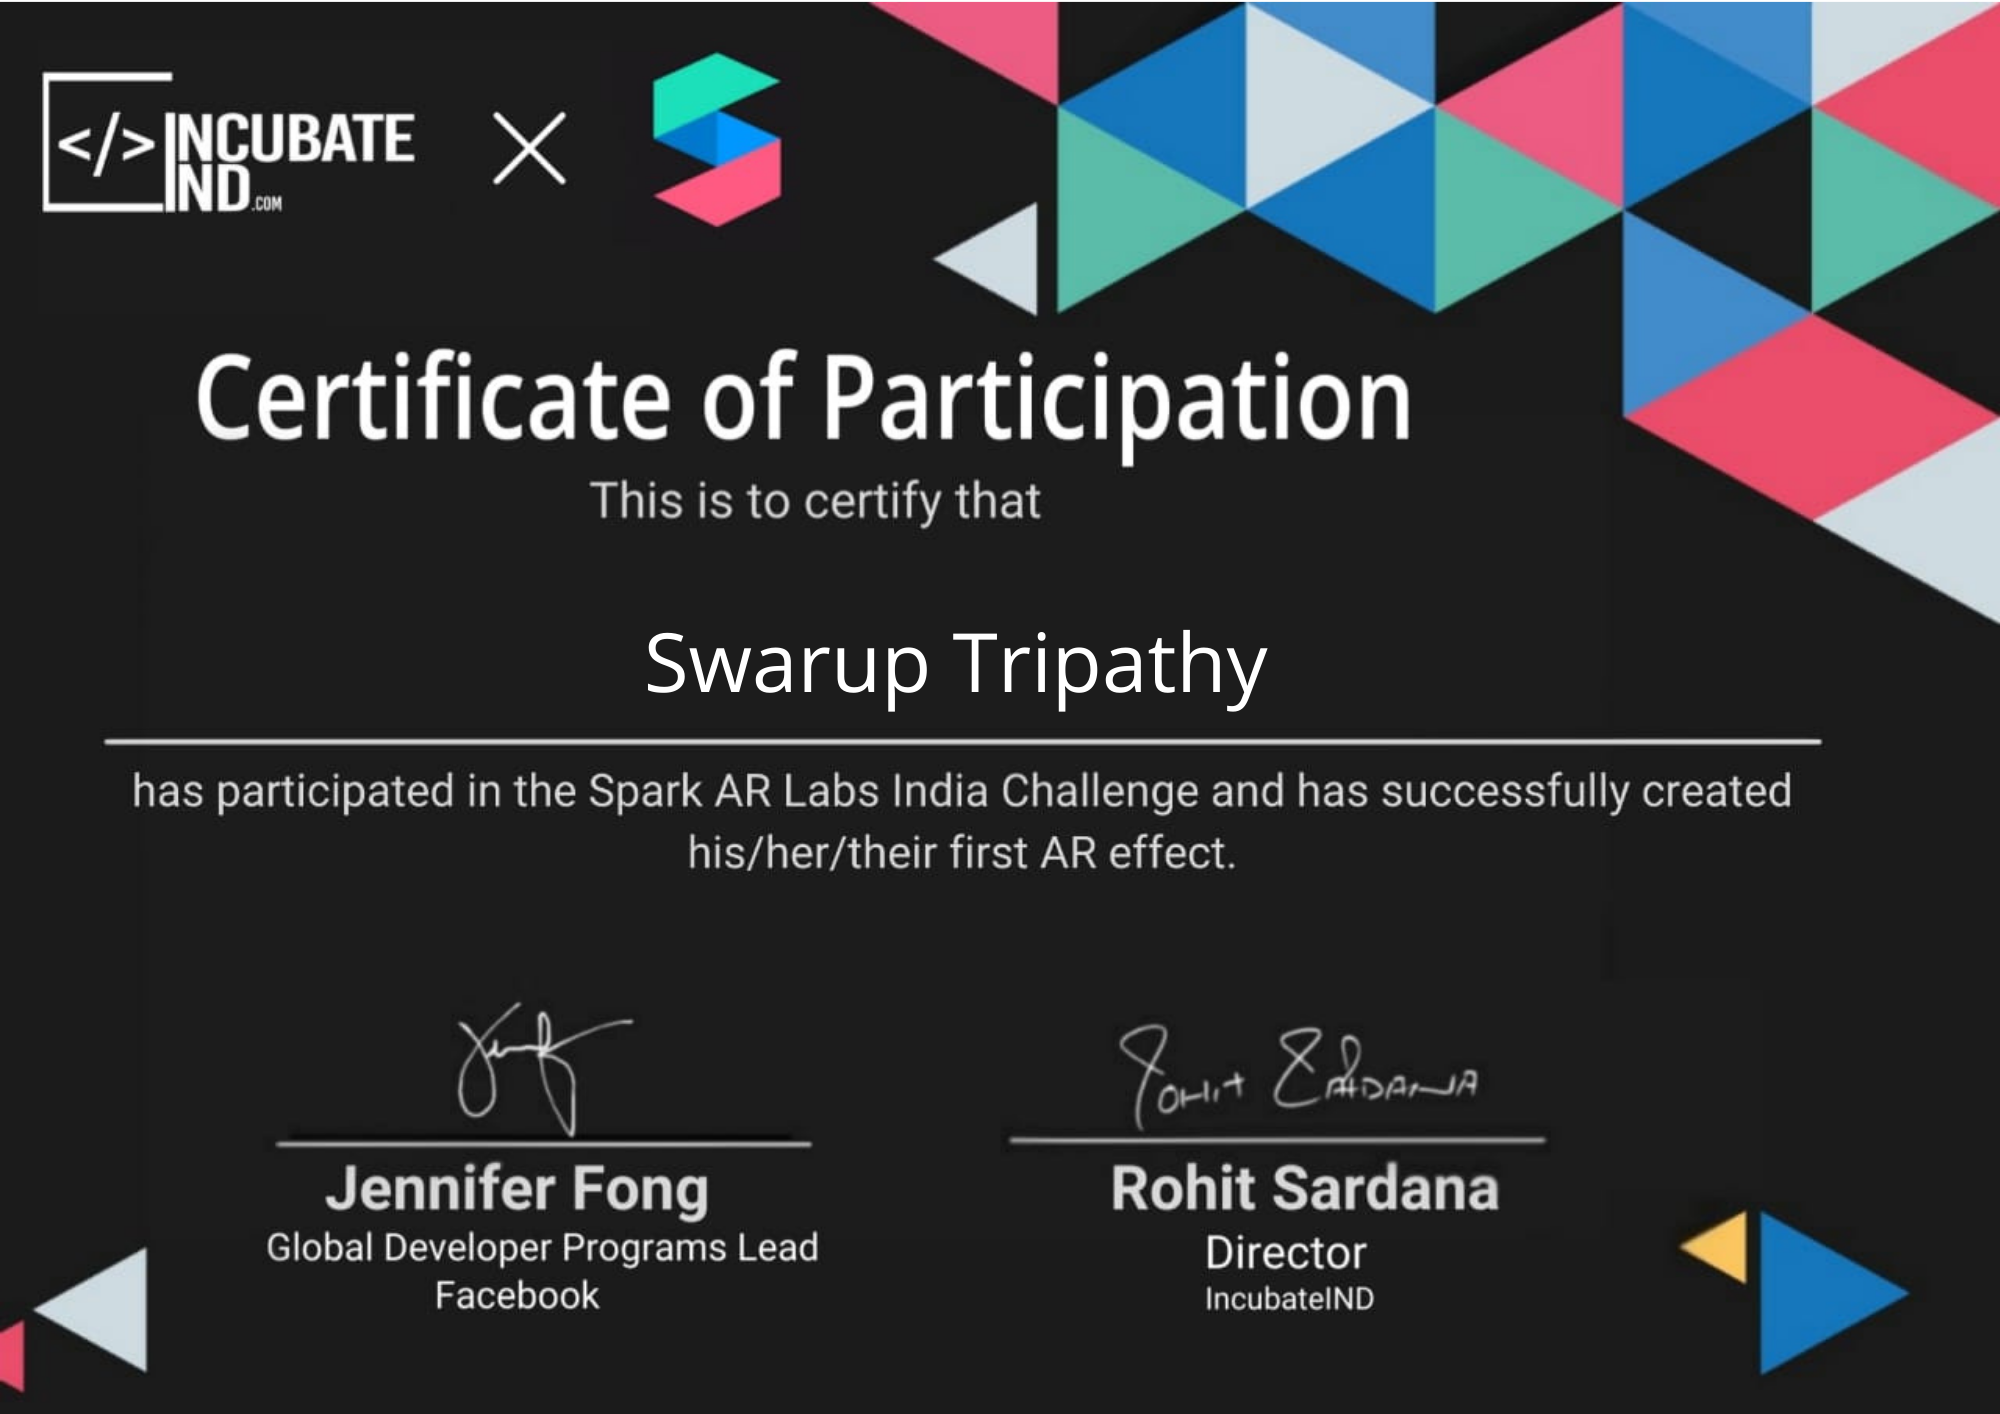 </> INCUBATE
IND.COM
Certificate of Participation
This is to certify that
Swarup Tripathy
has participated in the Spark AR Labs India Challenge and has successfully created
his/her/their first AR effect.
Rohit Sardana
Jennifer Fong
Rohit Sardana
Global Developer Programs Lead
Director
Facebook
IncubateIND